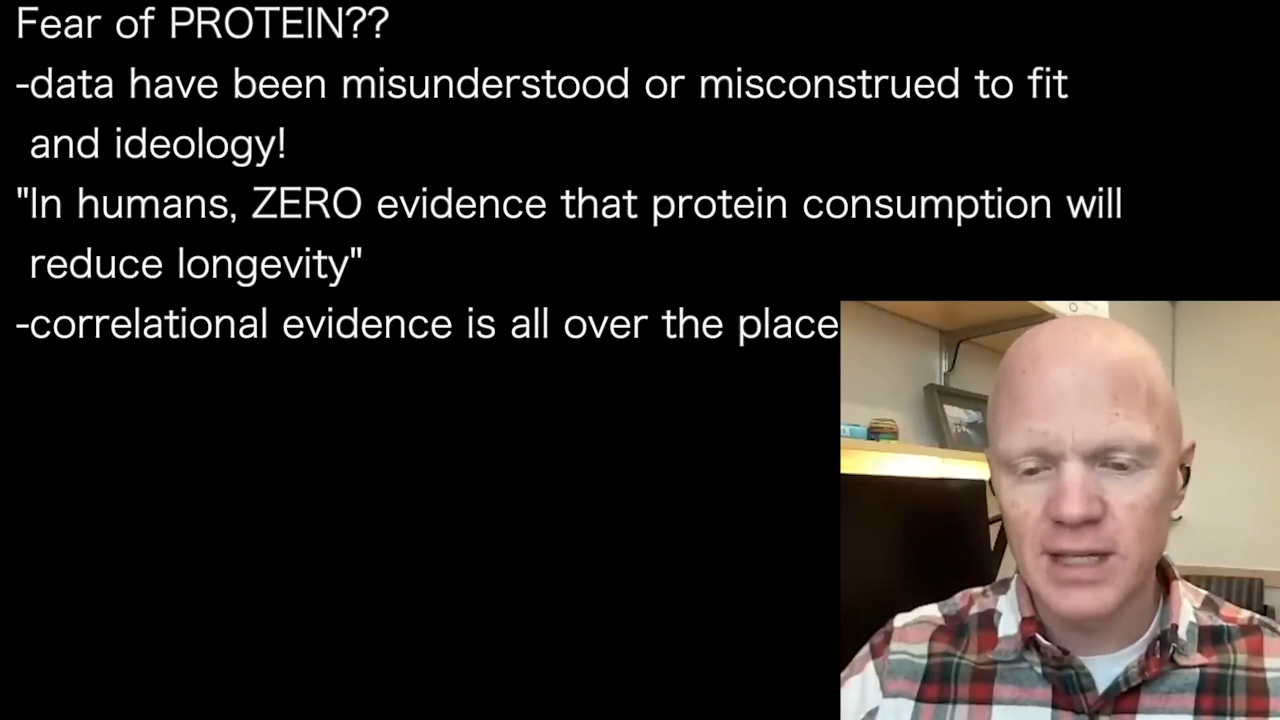 Fear of PROTEIN??
-data have been misunderstood or misconstrued to fit
and ideology!
"In humans, ZERO evidence that protein consumption will
reduce longevity"
-correlational evidence is all over the place